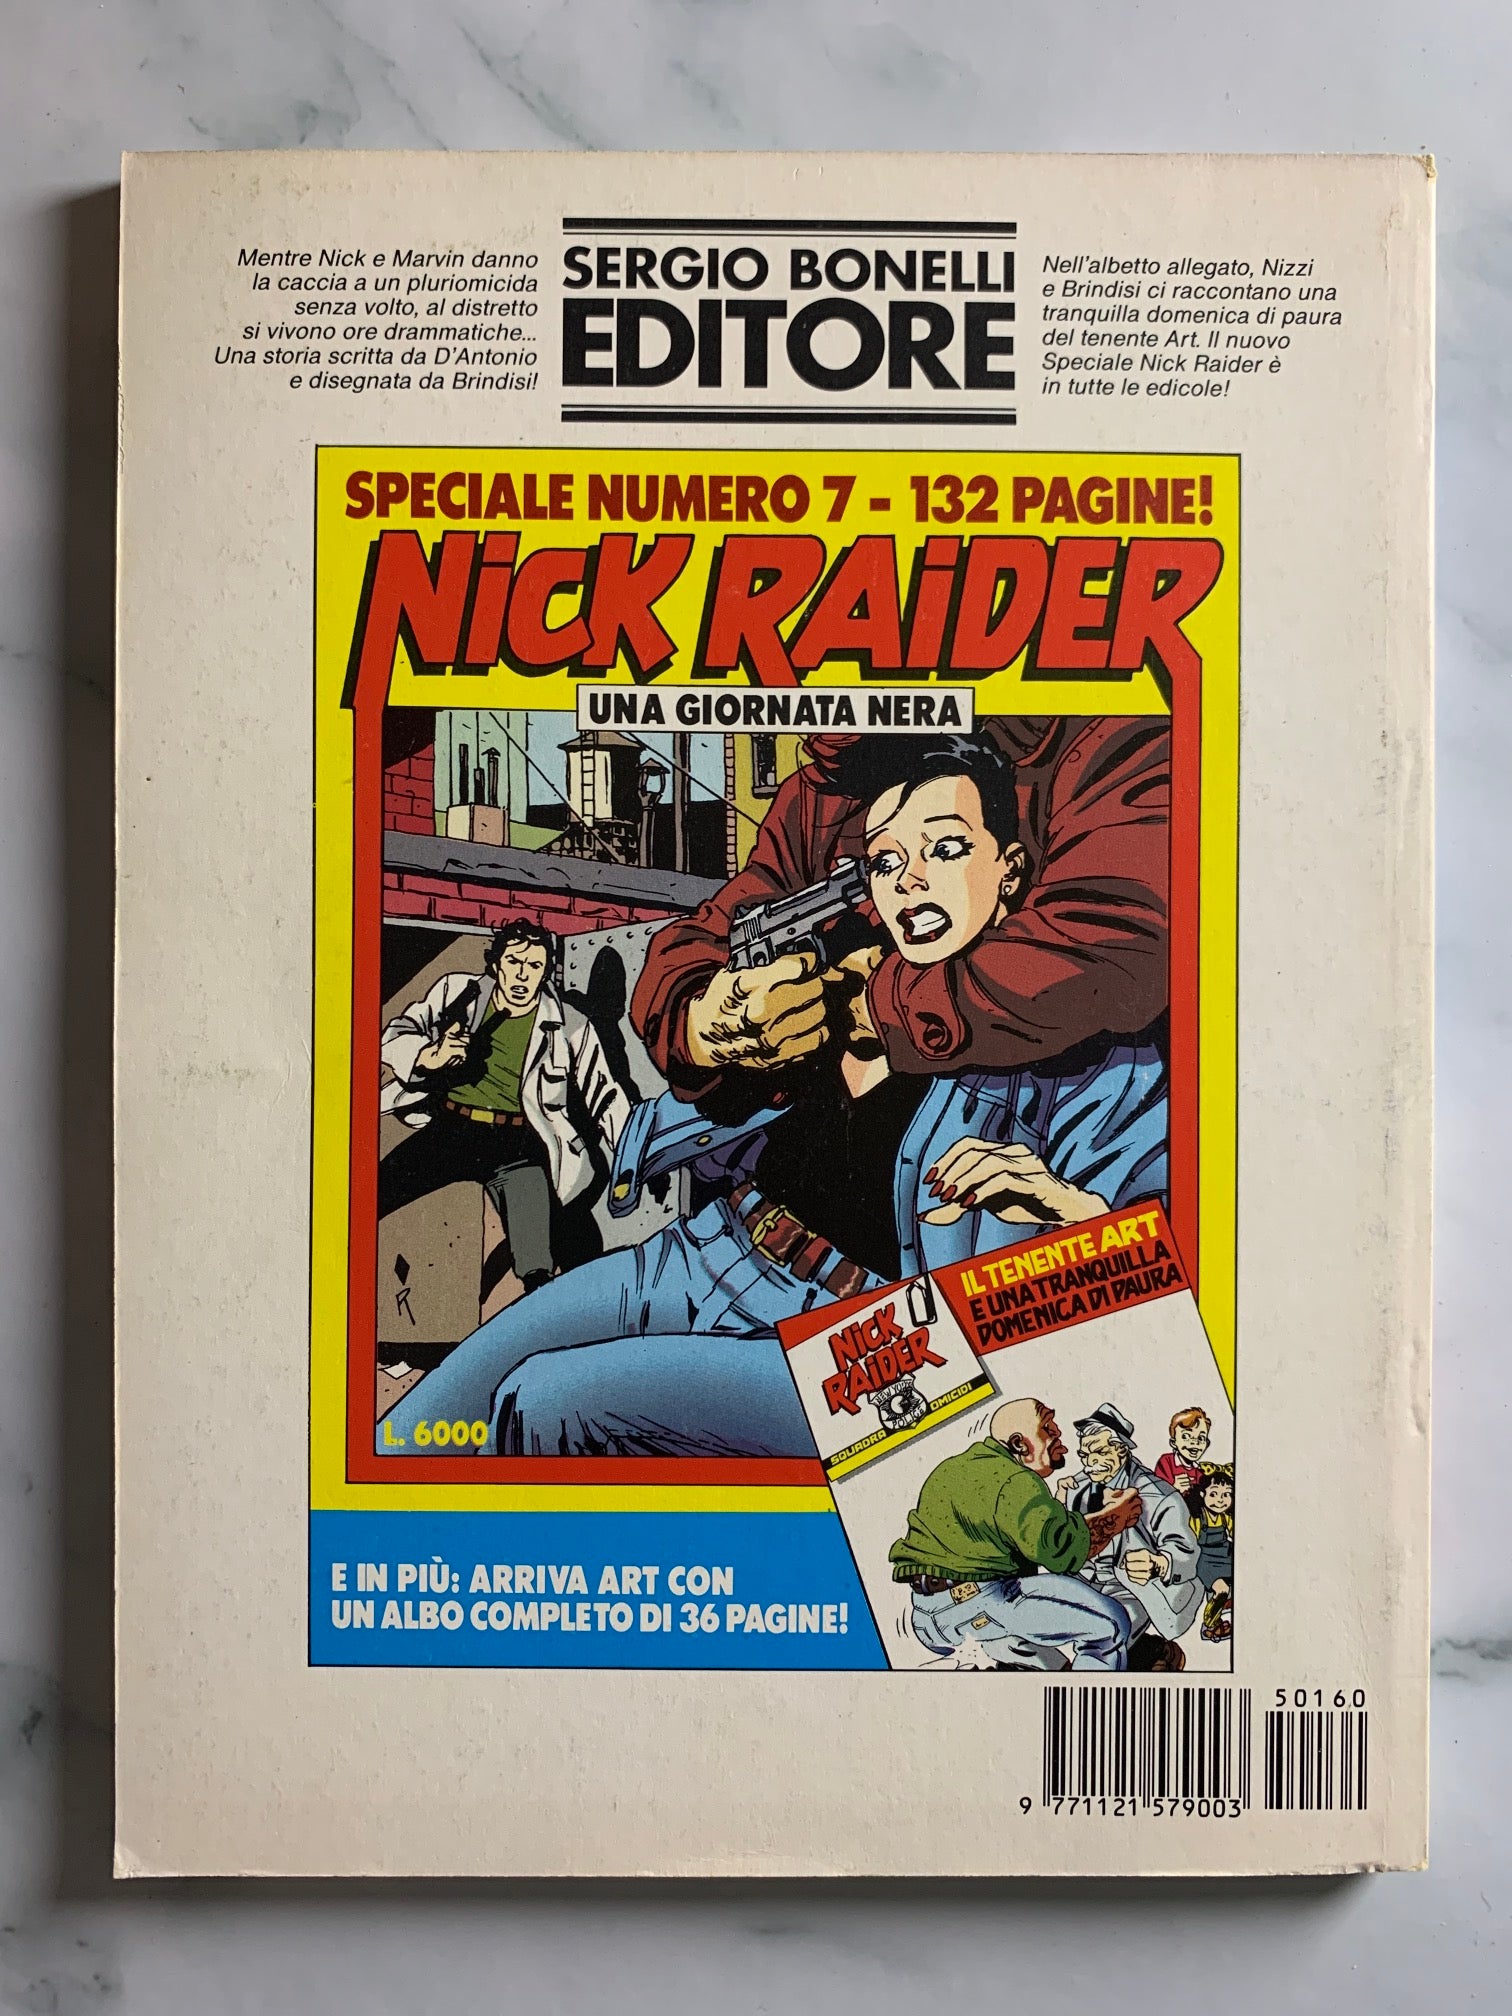 Mentre Nick e Marvin danno
la caccia a un pluriomicida
senza volto, al distretto
si vivono ore drammatiche...
Una storia scritta da D'Antonio
e disegnata da Brindisi!
SERGIO BONELLI
EDITORE
Nell'albetto allegato, Nizzi
e Brindisi ci raccontano una
tranquilla domenica di paura
del tenente Art. Il nuovo
Speciale Nick Raider è
in tutte le edicole!
SPECIALE NUMERO 7 - 132 PAGINE!
NiCK RAiDER
UNA GIORNATA NERA
R
L. 6000
IL TENENTE ART
E UNA TRANQUILLA
DOMENICA DI PAURA
NiCK
RAiDER
NEW YORK
POLICE
SQUADRA
OMICIDI
E IN PIÙ: ARRIVA ART CON
UN ALBO COMPLETO DI 36 PAGINE!
50160
9 771121 579003